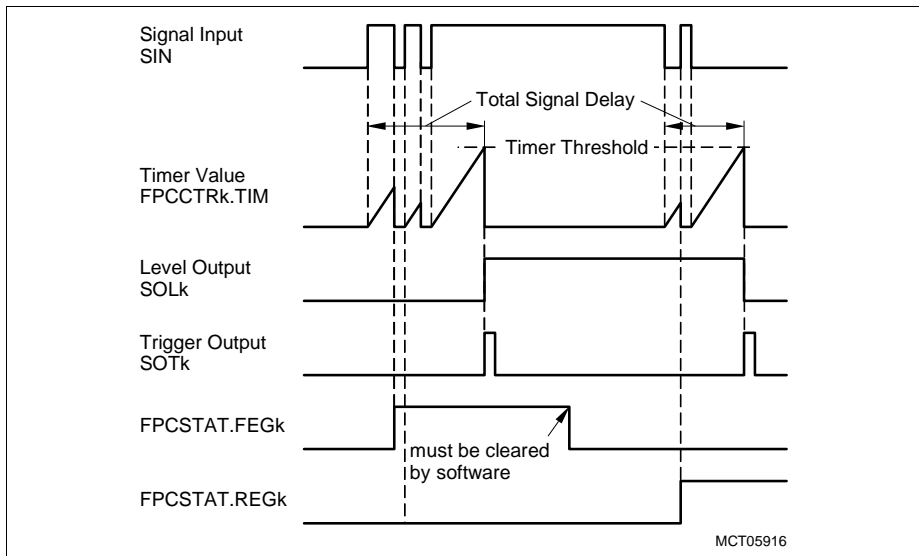 Signal Input
SIN
Total Signal Delay
Timer Threshold
Timer Value
FPCCTRk.TIM
Level Output
SOLk
Trigger Output
SOTk
FPCSTAT.FEGk
must be cleared
by software
FPCSTAT.REGk
MCT05916